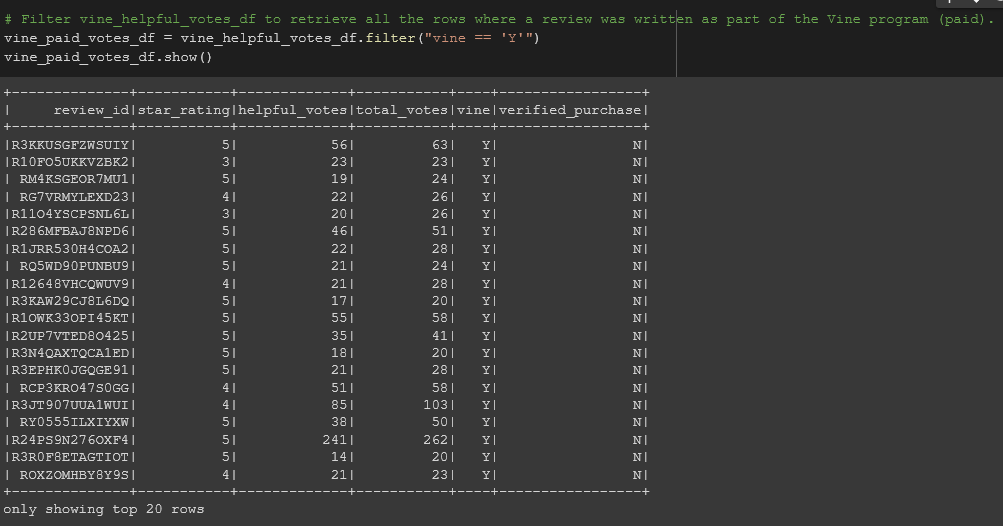 # Filter vine_helpful_votes_df to retrieve all the rows where a review was written as part of the Vine program (paid).
vine_paid_votes_df = vine_helpful_votes_df.filter("vine == 'Y'")
vine_paid_votes_df.show()
+--------------+-----------+-------------+-----------+----+-----------------+
|     review_id|star_rating|helpful_votes|total_votes|vine|verified_purchase|
+--------------+-----------+-------------+-----------+----+-----------------+
|R3KKUSGFZWSUIY|          5|           56|         63|   Y|                N|
|R10FO5UKKVZBK2|          3|           23|         23|   Y|                N|
| RM4KSGEOR7MU1|          5|           19|         24|   Y|                N|
| RG7VRMYLEXD23|          4|           22|         26|   Y|                N|
|R11O4YSCPSNL6L|          3|           20|         26|   Y|                N|
|R286MFBAJ8NPD6|          5|           46|         51|   Y|                N|
|R1JRR530H4COA2|          5|           22|         28|   Y|                N|
| RQ5WD90PUNBU9|          5|           21|         24|   Y|                N|
|R12648VHCQWUV9|          4|           21|         28|   Y|                N|
|R3KAW29CJ8L6DQ|          5|           17|         20|   Y|                N|
|R1OWK33OPI45KT|          5|           55|         58|   Y|                N|
|R2UP7VTED8O425|          5|           35|         41|   Y|                N|
|R3N4QAXTQCA1ED|          5|           18|         20|   Y|                N|
|R3EPHK0JGQGE91|          5|           21|         28|   Y|                N|
| RCP3KRO47S0GG|          4|           51|         58|   Y|                N|
|R3JT907UUA1WUI|          4|           85|        103|   Y|                N|
| RY0555ILXIYXW|          5|           38|         50|   Y|                N|
|R24PS9N276OXF4|          5|          241|        262|   Y|                N|
|R3R0F8ETAGTIOT|          5|           14|         20|   Y|                N|
| ROXZOMHBY8Y9S|          4|           21|         23|   Y|                N|
+--------------+-----------+-------------+-----------+----+-----------------+
only showing top 20 rows